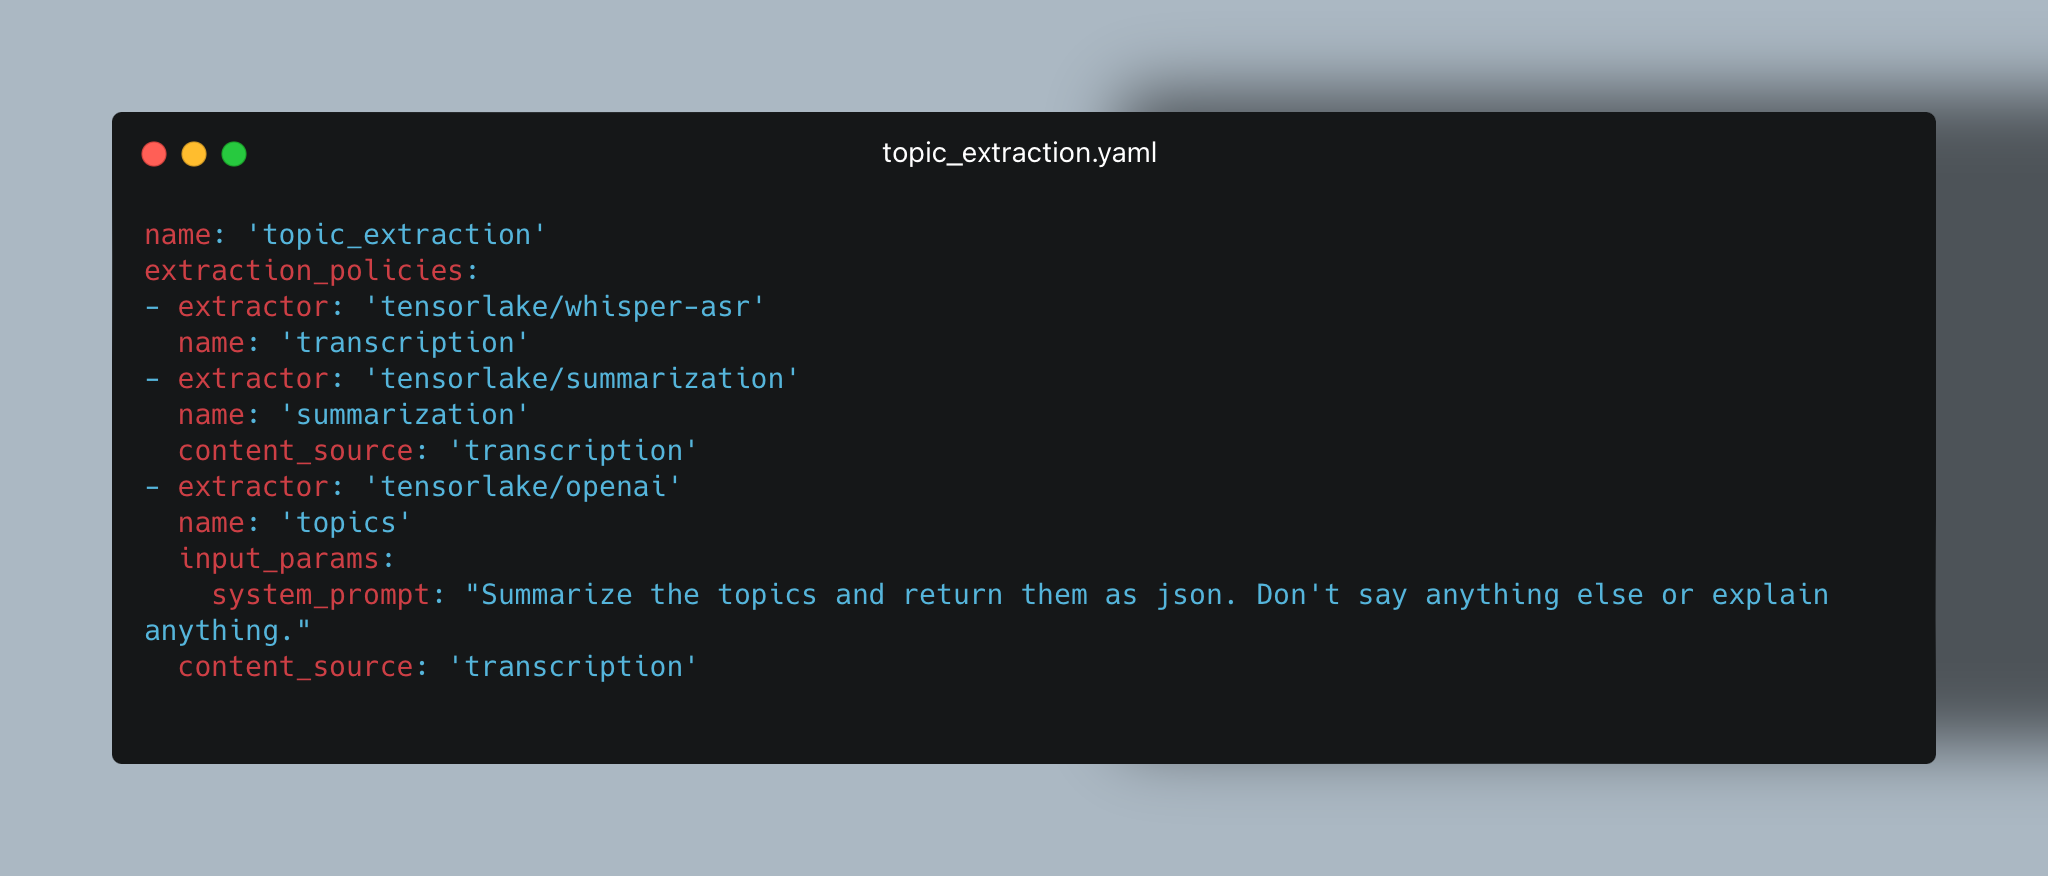 topic_extraction.yaml
name: 'topic_extraction'
extraction_policies:
- extractor: 'tensorlake/whisper-asr'
  name: 'transcription'
- extractor: 'tensorlake/summarization'
  name: 'summarization'
  content_source: 'transcription'
- extractor: 'tensorlake/openai'
  name: 'topics'
  input_params:
    system_prompt: "Summarize the topics and return them as json. Don't say anything else or explain
anything."
  content_source: 'transcription'